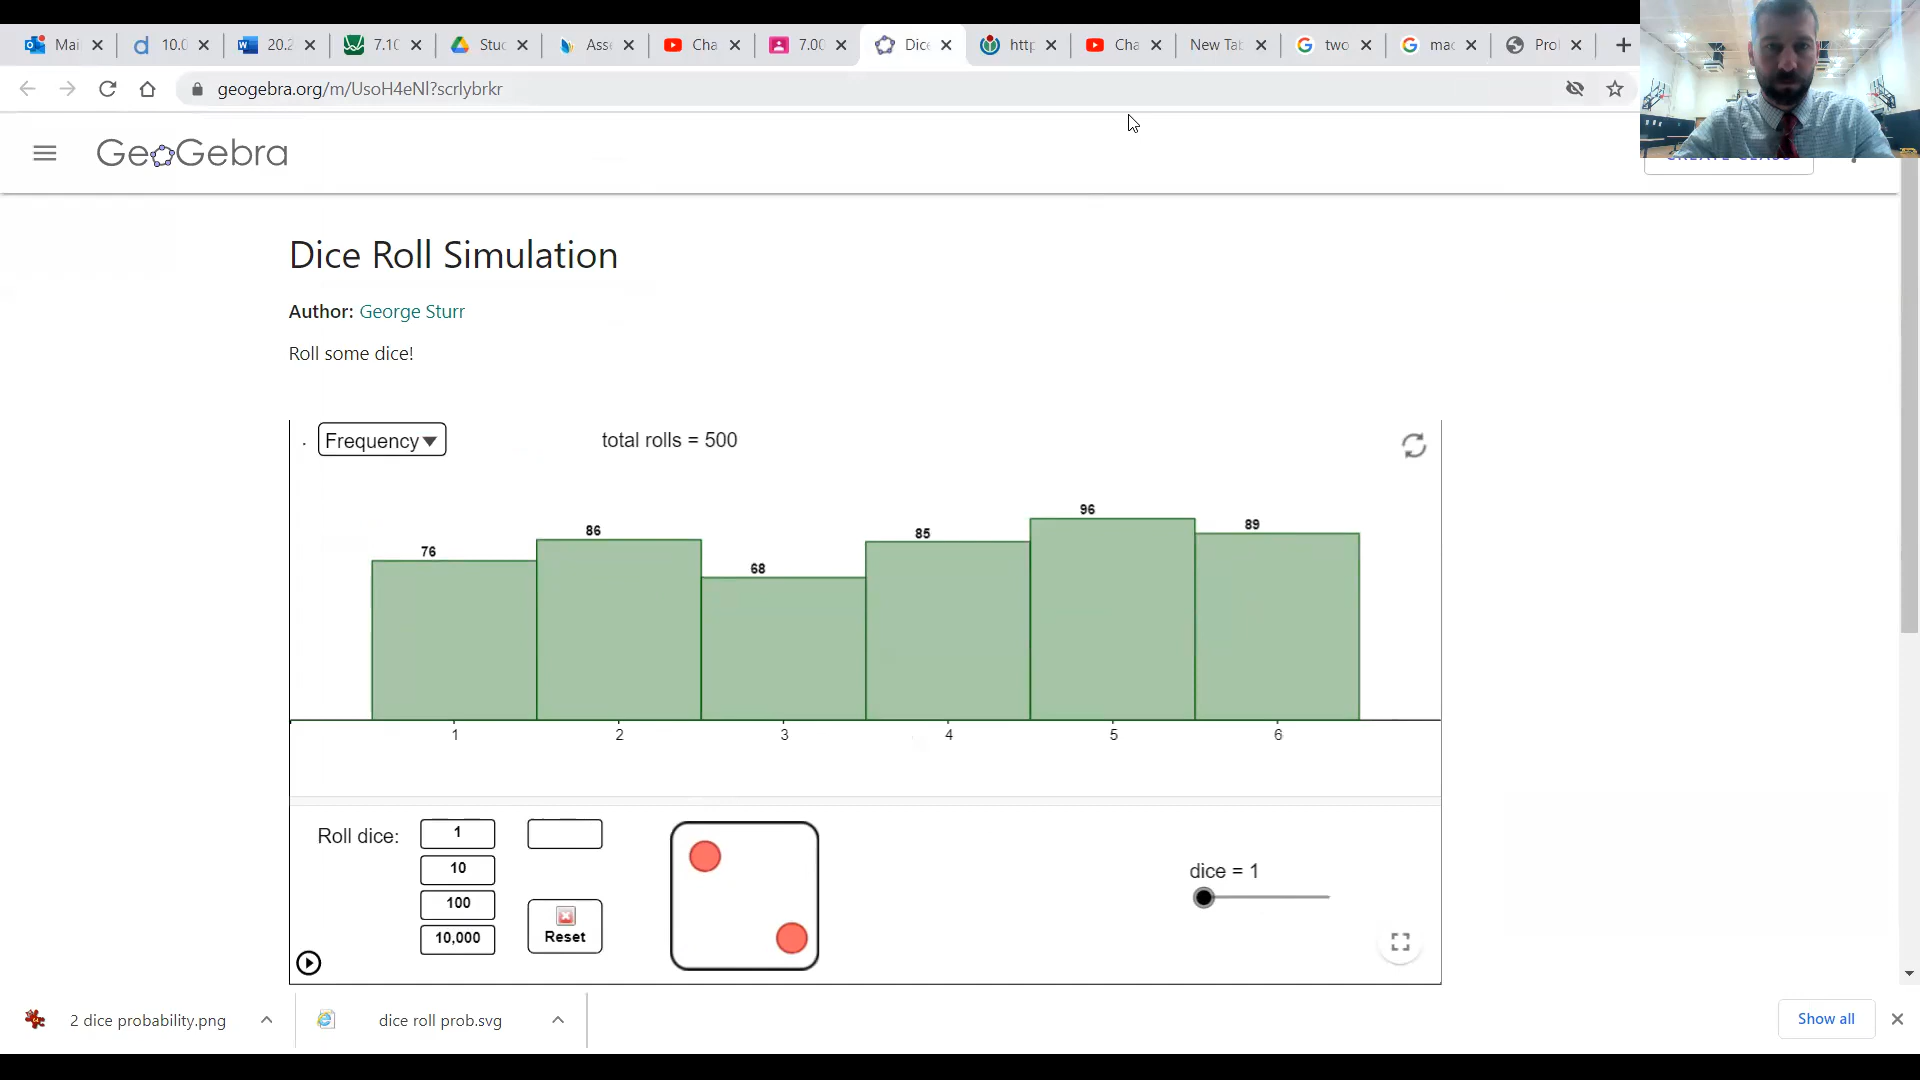 Mai
10.0
20.2
7.10
Stuc
Asse
Cha
7.00
Dice
http
Cha
New Tab
two
mac
Prol
geogebra.org/m/UsoH4eNl?scrlybrkr
GeoGebra
Dice Roll Simulation
Author: George Sturr
Roll some dice!
Frequency
total rolls = 500
76
86
68
85
96
89
1
2
3
4
5
6
Roll dice:
1
10
100
10,000
Reset
dice = 1
2 dice probability.png
dice roll prob.svg
Show all